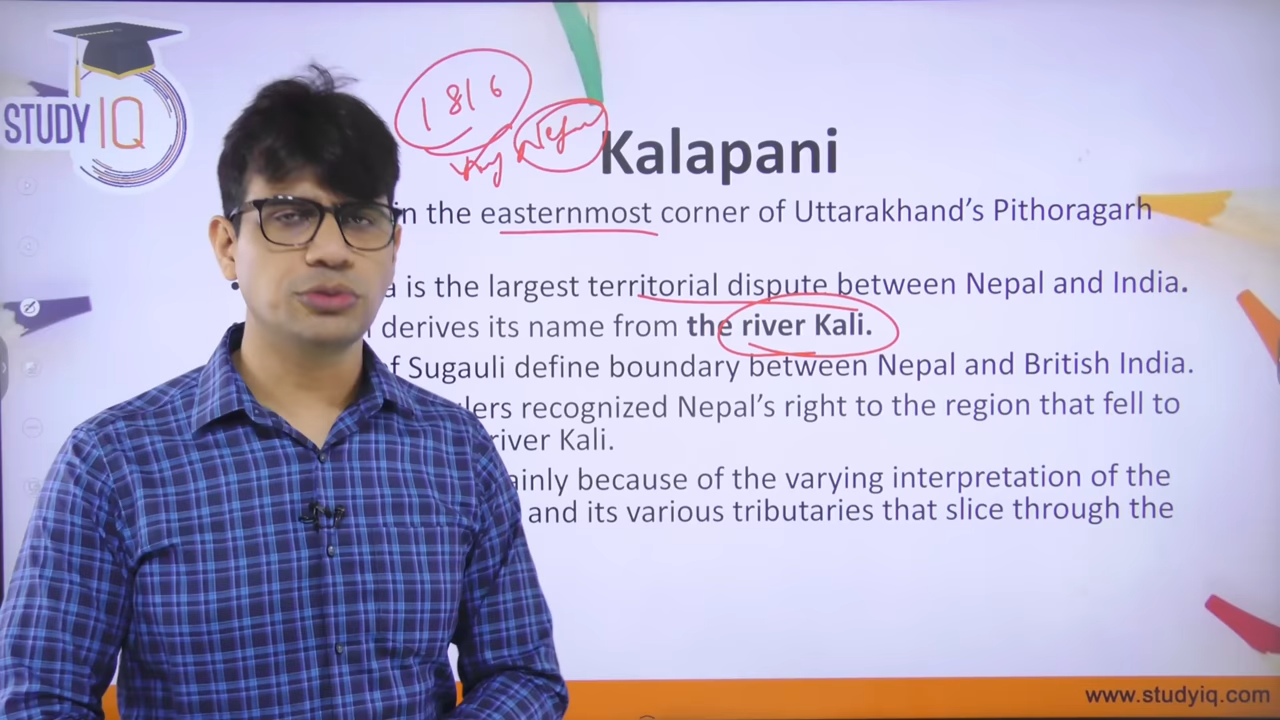 STUDY IQ
1816
Nepal
Kalapani
in the easternmost corner of Uttarakhand's Pithoragarh
is the largest territorial dispute between Nepal and India.
derives its name from the river Kali.
Sugauli define boundary between Nepal and British India.
recognized Nepal's right to the region that fell to
river Kali.
because of the varying interpretation of the
and its various tributaries that slice through the
www.studyiq.com